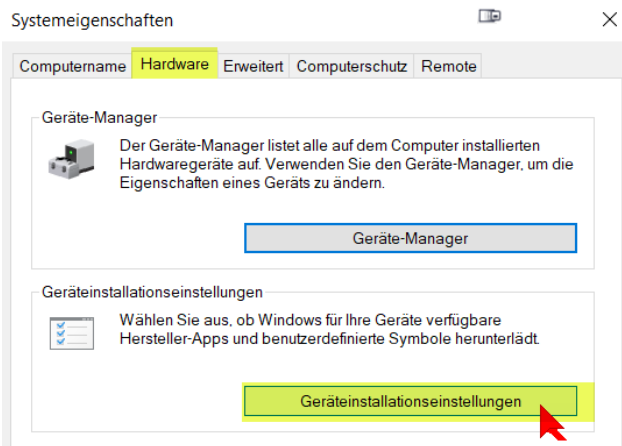 Systemeigenschaften
Computername Hardware Erweitert Computerschutz Remote
Geräte-Manager
Der Geräte-Manager listet alle auf dem Computer installierten
Hardwaregeräte auf. Verwenden Sie den Geräte-Manager, um die
Eigenschaften eines Geräts zu ändern.
Geräte-Manager
Geräteinstallationseinstellungen
Wählen Sie aus, ob Windows für Ihre Geräte verfügbare
Hersteller-Apps und benutzerdefinierte Symbole herunterlädt.
Geräteinstallationseinstellungen